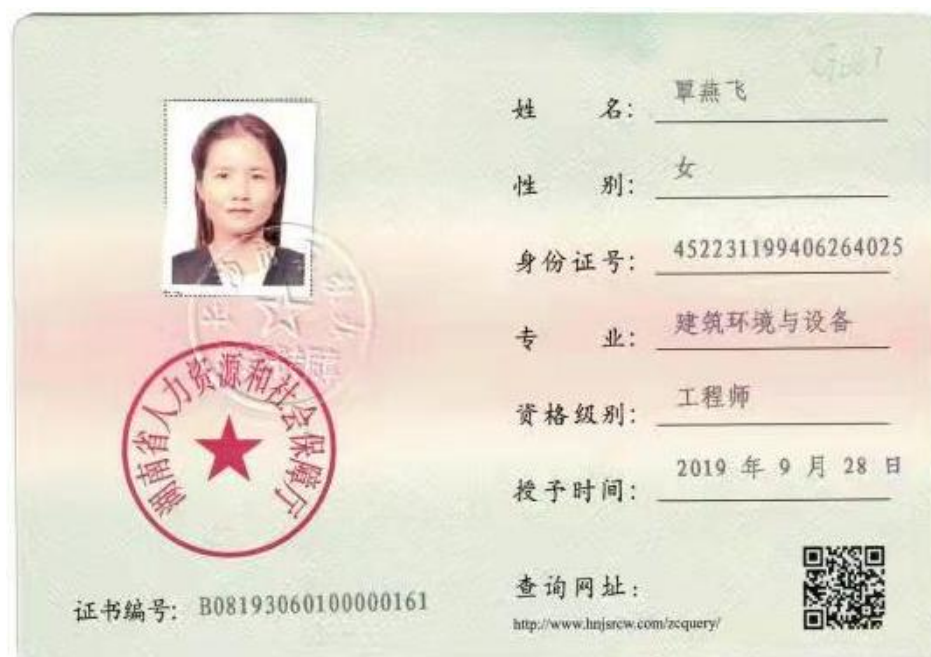 姓 名: 覃燕飞
性 别: 女
身份证号: 452231199406264025
专 业: 建筑环境与设备
资格级别: 工程师
授予时间: 2019 年 9 月 28 日
湖南省人力资源和社会保障厅
证书编号: B08193060100000161
查询网址:
http://www.hnjsrcw.com/zcquery/